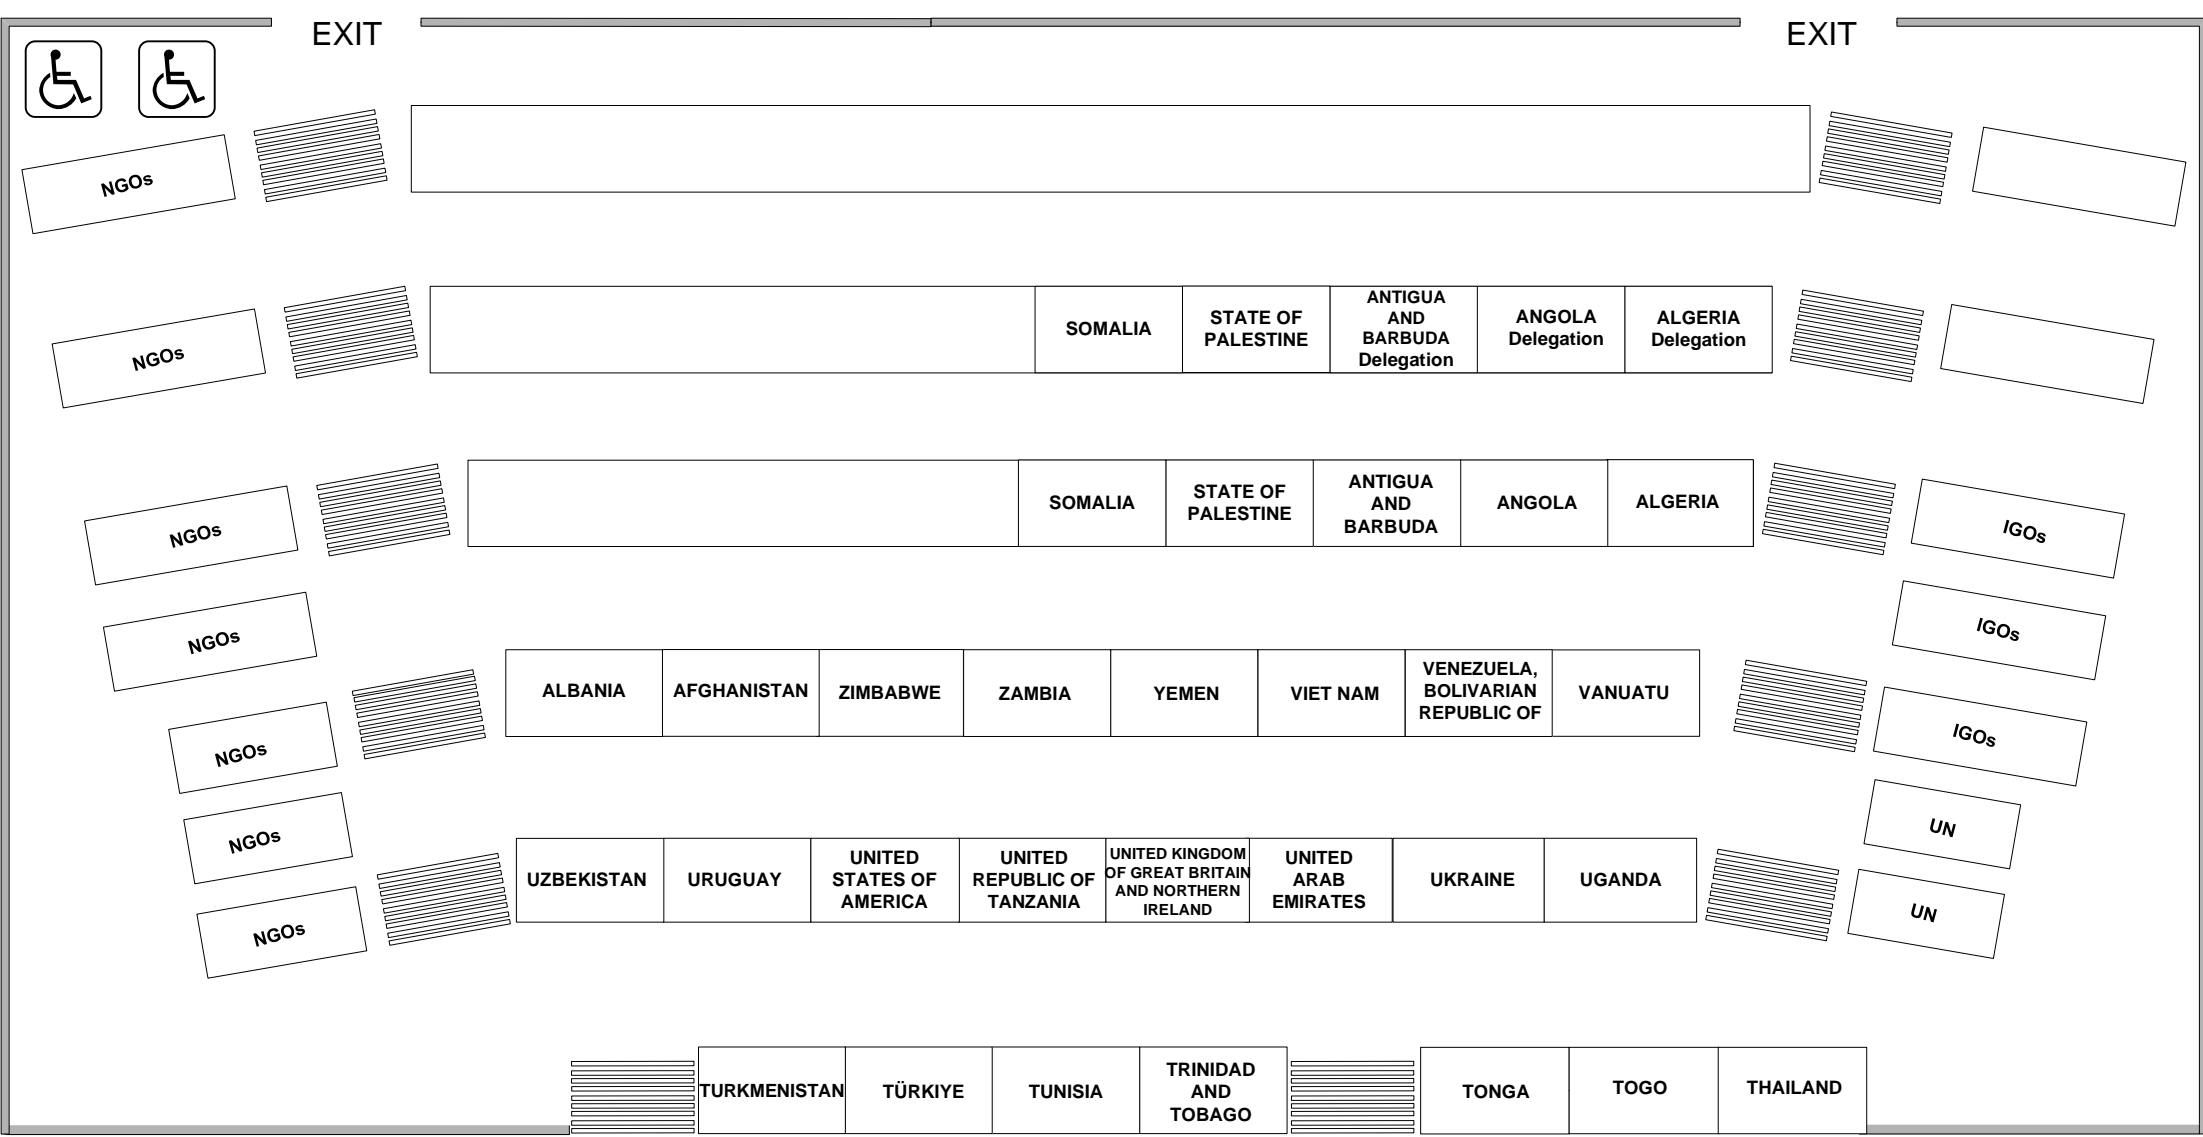 EXIT
EXIT
NGOs
NGOs
SOMALIA
STATE OF
PALESTINE
ANTIGUA
AND
BARBUDA
Delegation
ANGOLA
Delegation
ALGERIA
Delegation
NGOs
SOMALIA
STATE OF
PALESTINE
ANTIGUA
AND
BARBUDA
ANGOLA
ALGERIA
IGOs
NGOs
IGOs
NGOs
ALBANIA
AFGHANISTAN
ZIMBABWE
ZAMBIA
YEMEN
VIET NAM
VENEZUELA,
BOLIVARIAN
REPUBLIC OF
VANUATU
IGOs
NGOs
UN
NGOs
UZBEKISTAN
URUGUAY
UNITED
STATES OF
AMERICA
UNITED
REPUBLIC OF
TANZANIA
UNITED KINGDOM
OF GREAT BRITAIN
AND NORTHERN
IRELAND
UNITED
ARAB
EMIRATES
UKRAINE
UGANDA
UN
TURKMENISTAN
TÜRKIYE
TUNISIA
TRINIDAD
AND
TOBAGO
TONGA
TOGO
THAILAND